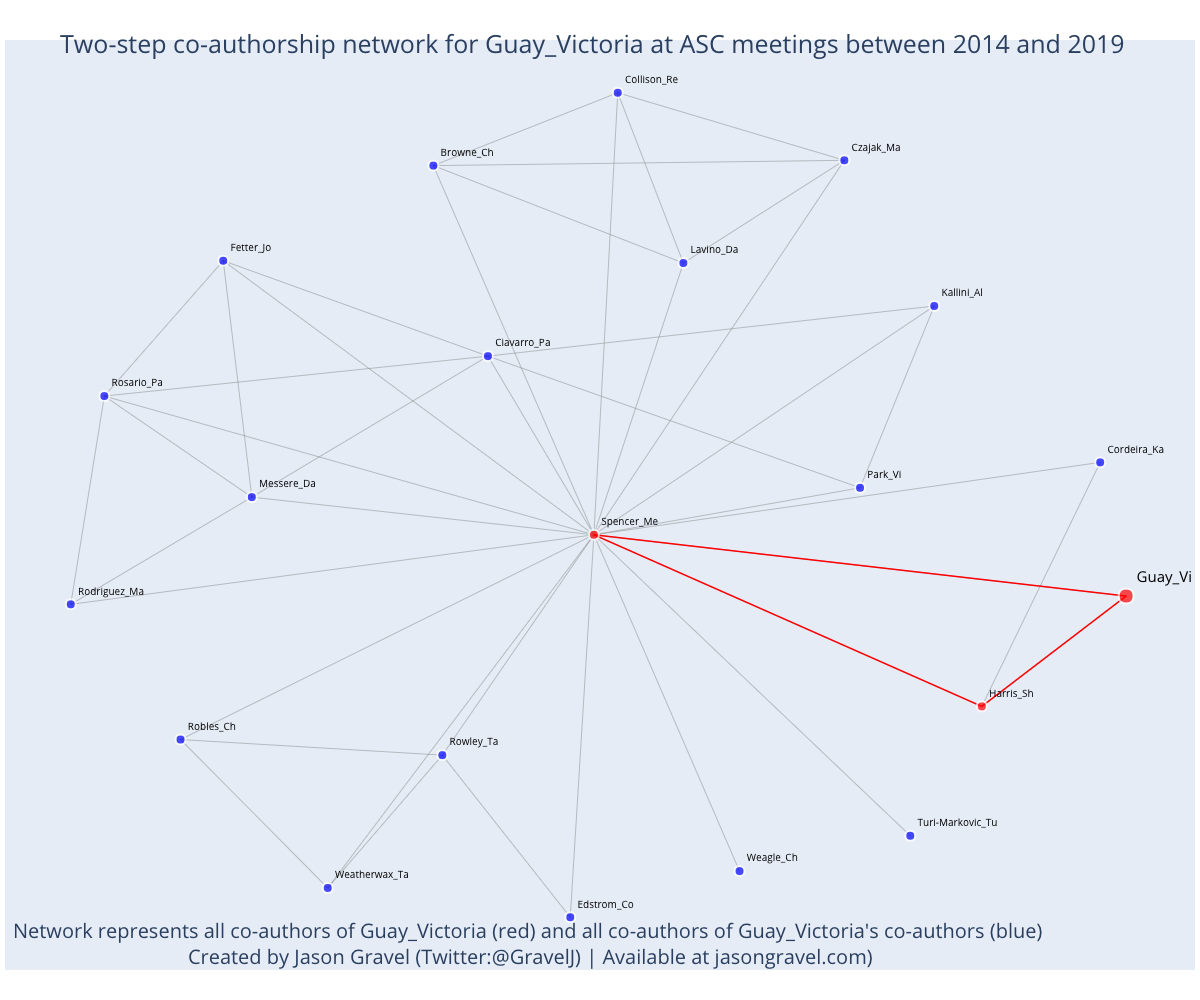 Two-step co-authorship network for Guay_Victoria at ASC meetings between 2014 and 2019
Collison_Re
Browne_Ch
Czajak_Ma
Fetter_Jo
Lavino_Da
Kallini_Al
Ciavarro_Pa
Rosario_Pa
Cordeira_Ka
Park_Vi
Messere_Da
Spencer_Me
Guay_Vi
Rodriguez_Ma
Harris_Sh
Robles_Ch
Rowley_Ta
Turi-Markovic_Tu
Weagle_Ch
Weatherwax_Ta
Edstrom_Co
Network represents all co-authors of Guay_Victoria (red) and all co-authors of Guay_Victoria's co-authors (blue)
Created by Jason Gravel (Twitter:@GravelJ) | Available at jasongravel.com)